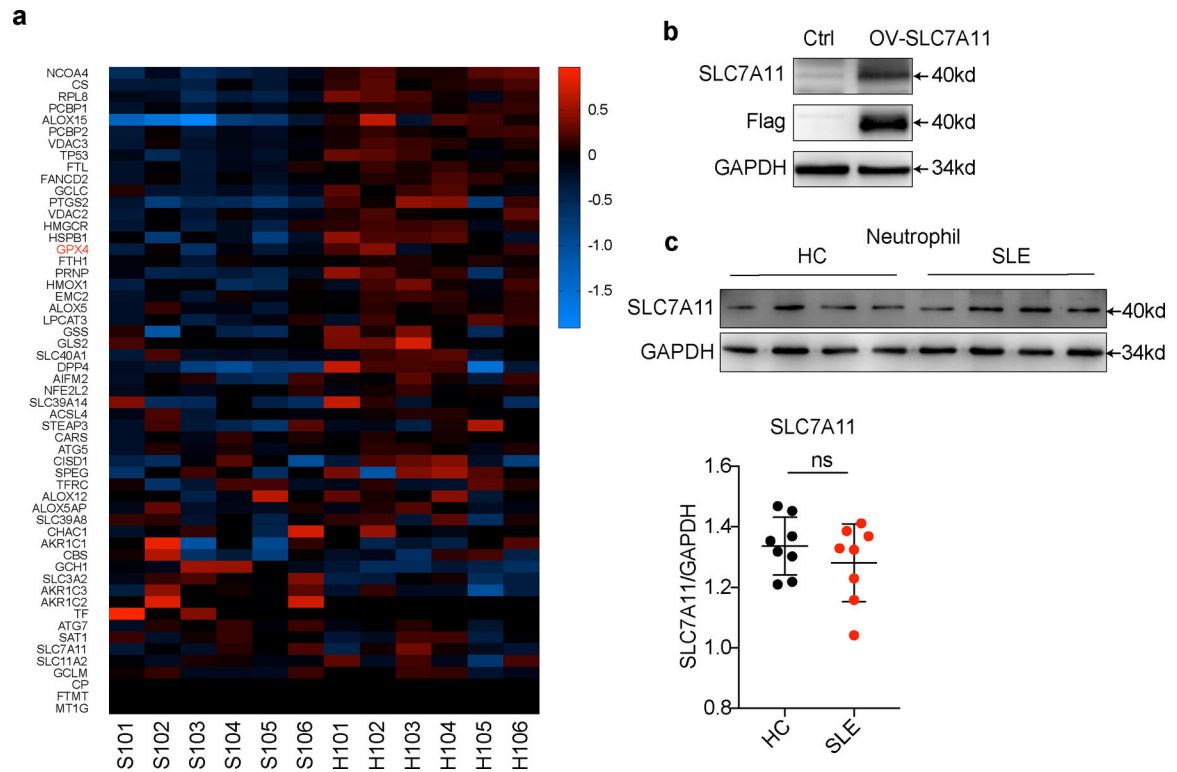 a
NCOA4
CS
RPL8
PCBP1
ALOX15
PCBP2
VDAC3
TP53
FTL
FANCD2
GCLC
PTGS2
VDAC2
HMGCR
HSPB1
GPX4
FTH1
PRNP
HMOX1
EMC2
ALOX5
LPCAT3
GSS
GLS2
SLC40A1
DPP4
AIFM2
NFE2L2
SLC39A14
ACSL4
STEAP3
CARS
ATG5
CISD1
SPEG
TFRC
ALOX12
ALOX5AP
SLC39A8
CHAC1
AKR1C1
CBS
GCH1
SLC3A2
AKR1C3
AKR1C2
TF
ATG7
SAT1
SLC7A11
SLC11A2
GCLM
CP
FTMT
MT1G
S101 S102 S103 S104 S105 S106 H101 H102 H103 H104 H105 H106
0.5
0
-0.5
-1.0
-1.5
b
Ctrl OV-SLC7A11
SLC7A11 ←40kd
Flag ←40kd
GAPDH ←34kd
c
Neutrophil
HC SLE
SLC7A11 ←40kd
GAPDH ←34kd
SLC7A11
ns
SLC7A11/GAPDH
1.6
1.4
1.2
1.0
0.8
HC SLE